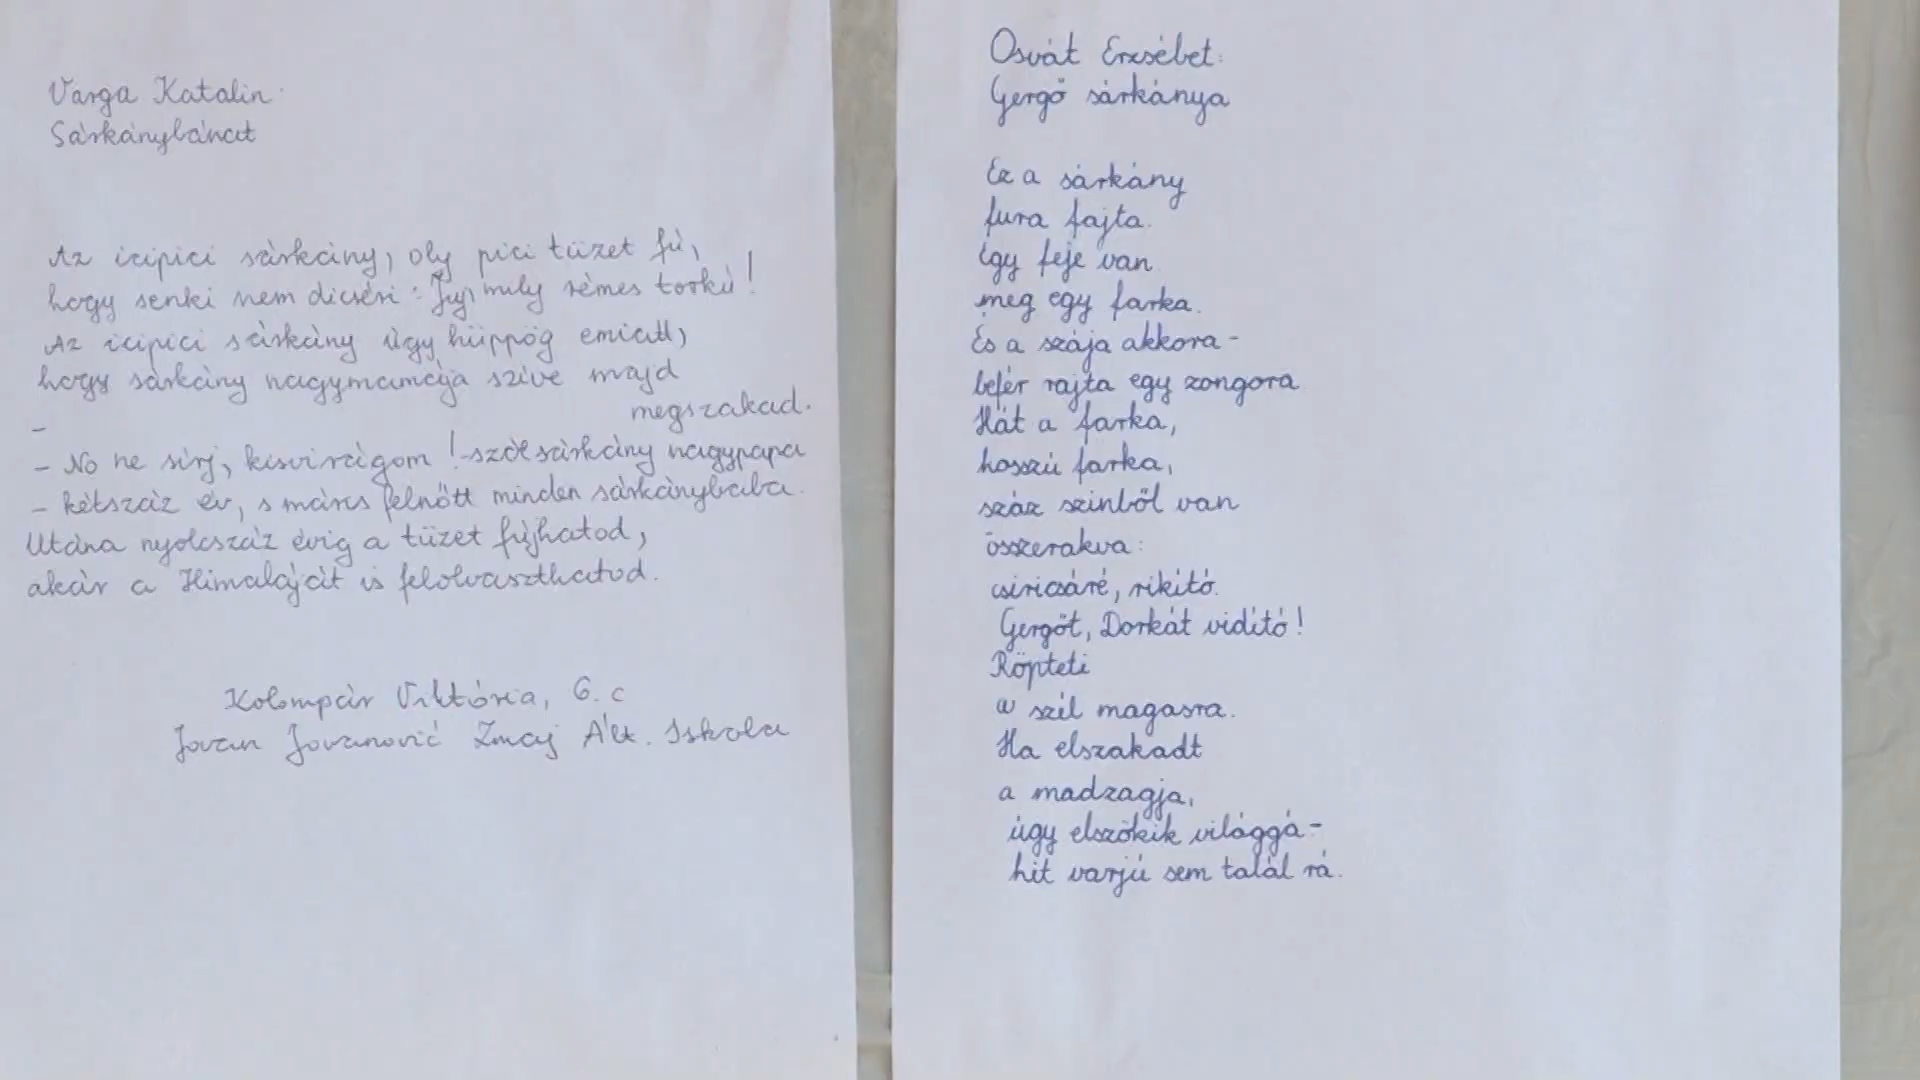 Varga Katalin:
Sárkánybánat
Az icipici sárkány, oly pici tüzet fú,
hogy senki nem dicséri: Juj, mily rémes torkú!
Az icipici sárkány úgy hüppög emiatt,
hogy sárkány nagymamája szíve majd
megszakad.
-
- No ne sírj, kisvirágom! - szól sárkány nagypapa
- kétszáz év, s máris felnőtt minden sárkánybaba.
Utána nyolcszáz évig a tüzet fújhatod,
akár a Himaláját is felolvaszthatod.
Kolompár Viktória, 6. c
Jovan Jovanović Zmaj Ált. Iskola
Osvát Erzsébet:
Gergő sárkánya
Ez a sárkány
fura fajta.
Egy feje van
meg egy farka.
És a szája akkora -
befér rajta egy zongora
Hát a farka,
hosszú farka,
száz színből van
összerakva:
csiricsáré, rikító.
Gergőt, Dorkát vidító!
Röpteti
a szél magasra.
Ha elszakadt
a madzagja,
úgy elszökik világgá -
hét varjú sem talál rá.